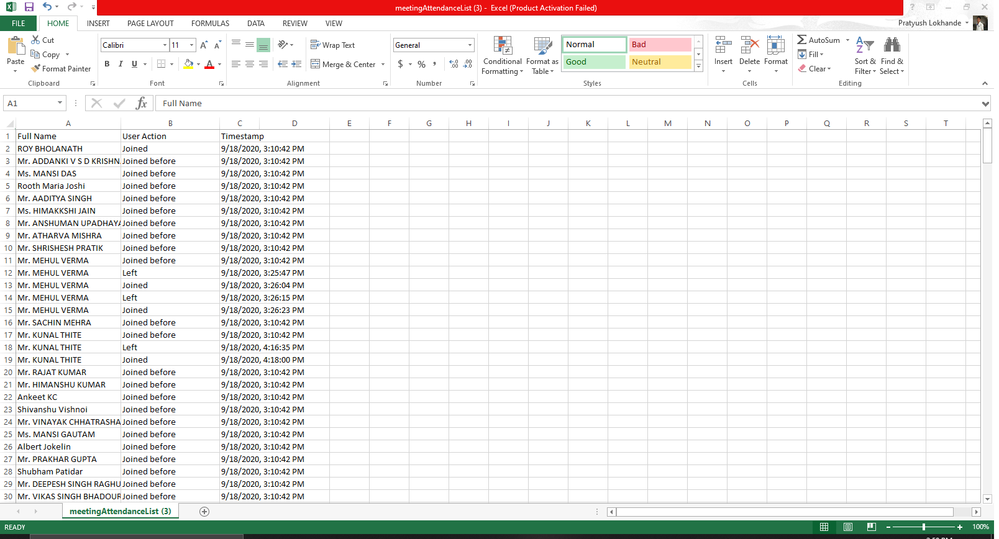 meetingAttendanceList (3) - Excel (Product Activation Failed)
FILE HOME INSERT PAGE LAYOUT FORMULAS DATA REVIEW VIEW Pratyush Lokhande
Paste Cut Copy Format Painter
Calibri 11
B I U A
Wrap Text
Merge & Center
General
$ % ,
Conditional Formatting Format as Table
Normal Bad
Good Neutral
Insert Delete Format
AutoSum
Fill
Clear
Sort & Filter Find & Select
Clipboard Font Alignment Number Styles Cells Editing
A1 fx Full Name
A B C D E F G H I J K L M N O P Q R S T
1 Full Name User Action Timestamp
2 ROY BHOLANATH Joined 9/18/2020, 3:10:42 PM
3 Mr. ADDANKI V S D KRISHN Joined before 9/18/2020, 3:10:42 PM
4 Ms. MANSI DAS Joined before 9/18/2020, 3:10:42 PM
5 Rooth Maria Joshi Joined before 9/18/2020, 3:10:42 PM
6 Mr. AADITYA SINGH Joined before 9/18/2020, 3:10:42 PM
7 Ms. HIMAKKSHI JAIN Joined before 9/18/2020, 3:10:42 PM
8 Mr. ANSHUMAN UPADHAYA Joined before 9/18/2020, 3:10:42 PM
9 Mr. ATHARVA MISHRA Joined before 9/18/2020, 3:10:42 PM
10 Mr. SHRISHESH PRATIK Joined before 9/18/2020, 3:10:42 PM
11 Mr. MEHUL VERMA Joined before 9/18/2020, 3:10:42 PM
12 Mr. MEHUL VERMA Left 9/18/2020, 3:25:47 PM
13 Mr. MEHUL VERMA Joined 9/18/2020, 3:26:04 PM
14 Mr. MEHUL VERMA Left 9/18/2020, 3:26:15 PM
15 Mr. MEHUL VERMA Joined 9/18/2020, 3:26:23 PM
16 Mr. SACHIN MEHRA Joined before 9/18/2020, 3:10:42 PM
17 Mr. KUNAL THITE Joined before 9/18/2020, 3:10:42 PM
18 Mr. KUNAL THITE Left 9/18/2020, 4:16:35 PM
19 Mr. KUNAL THITE Joined 9/18/2020, 4:18:00 PM
20 Mr. RAJAT KUMAR Joined before 9/18/2020, 3:10:42 PM
21 Mr. HIMANSHU KUMAR Joined before 9/18/2020, 3:10:42 PM
22 Ankeet KC Joined before 9/18/2020, 3:10:42 PM
23 Shivanshu Vishnoi Joined before 9/18/2020, 3:10:42 PM
24 Mr. VINAYAK CHHATRASHA Joined before 9/18/2020, 3:10:42 PM
25 Ms. MANSI GAUTAM Joined before 9/18/2020, 3:10:42 PM
26 Albert Jokelin Joined before 9/18/2020, 3:10:42 PM
27 Mr. PRAKHAR GUPTA Joined before 9/18/2020, 3:10:42 PM
28 Shubham Patidar Joined before 9/18/2020, 3:10:42 PM
29 Mr. DEEPESH SINGH RAGHU Joined before 9/18/2020, 3:10:42 PM
30 Mr. VIKAS SINGH BHADOUR Joined before 9/18/2020, 3:10:42 PM
meetingAttendanceList (3)
READY 100%